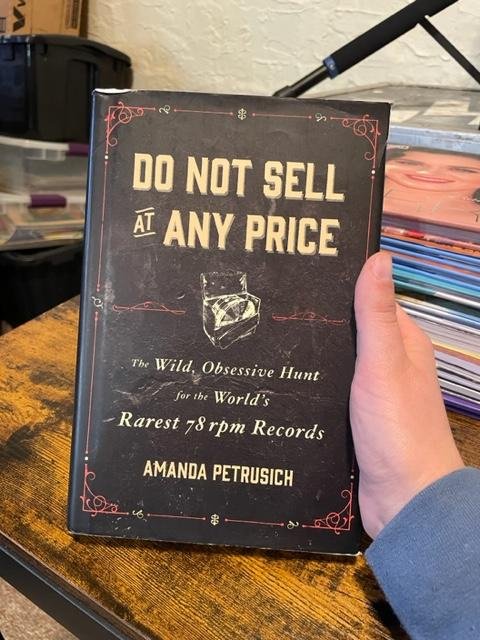 DO NOT SELL
AT ANY PRICE
The Wild, Obsessive Hunt
for the World's
Rarest 78 rpm Records
AMANDA PETRUSICH